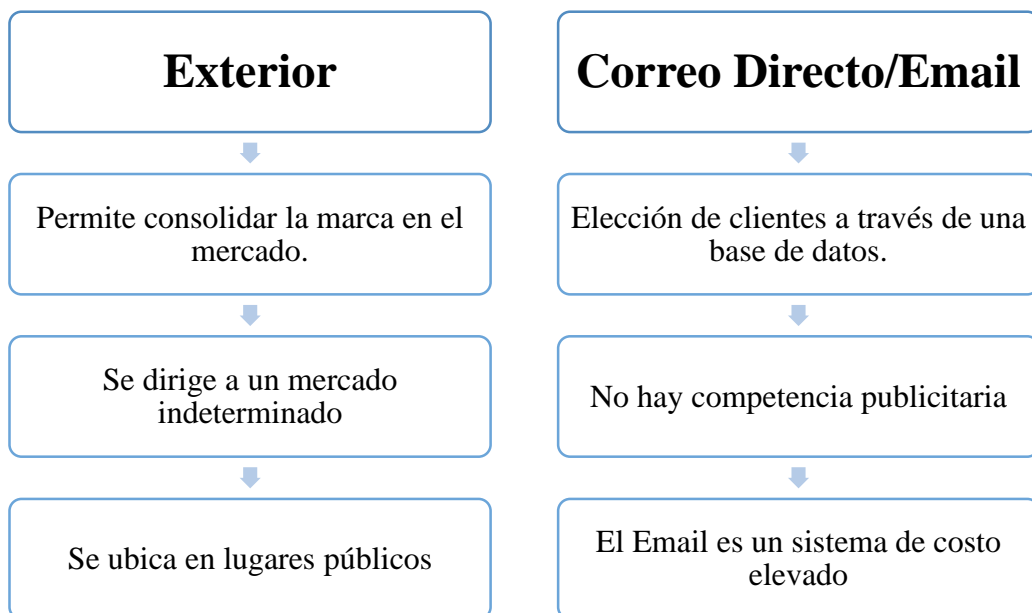 Exterior
Permite consolidar la marca en el
mercado.
Se dirige a un mercado
indeterminado
Se ubica en lugares públicos
Correo Directo/Email
Elección de clientes a través de una
base de datos.
No hay competencia publicitaria
El Email es un sistema de costo
elevado